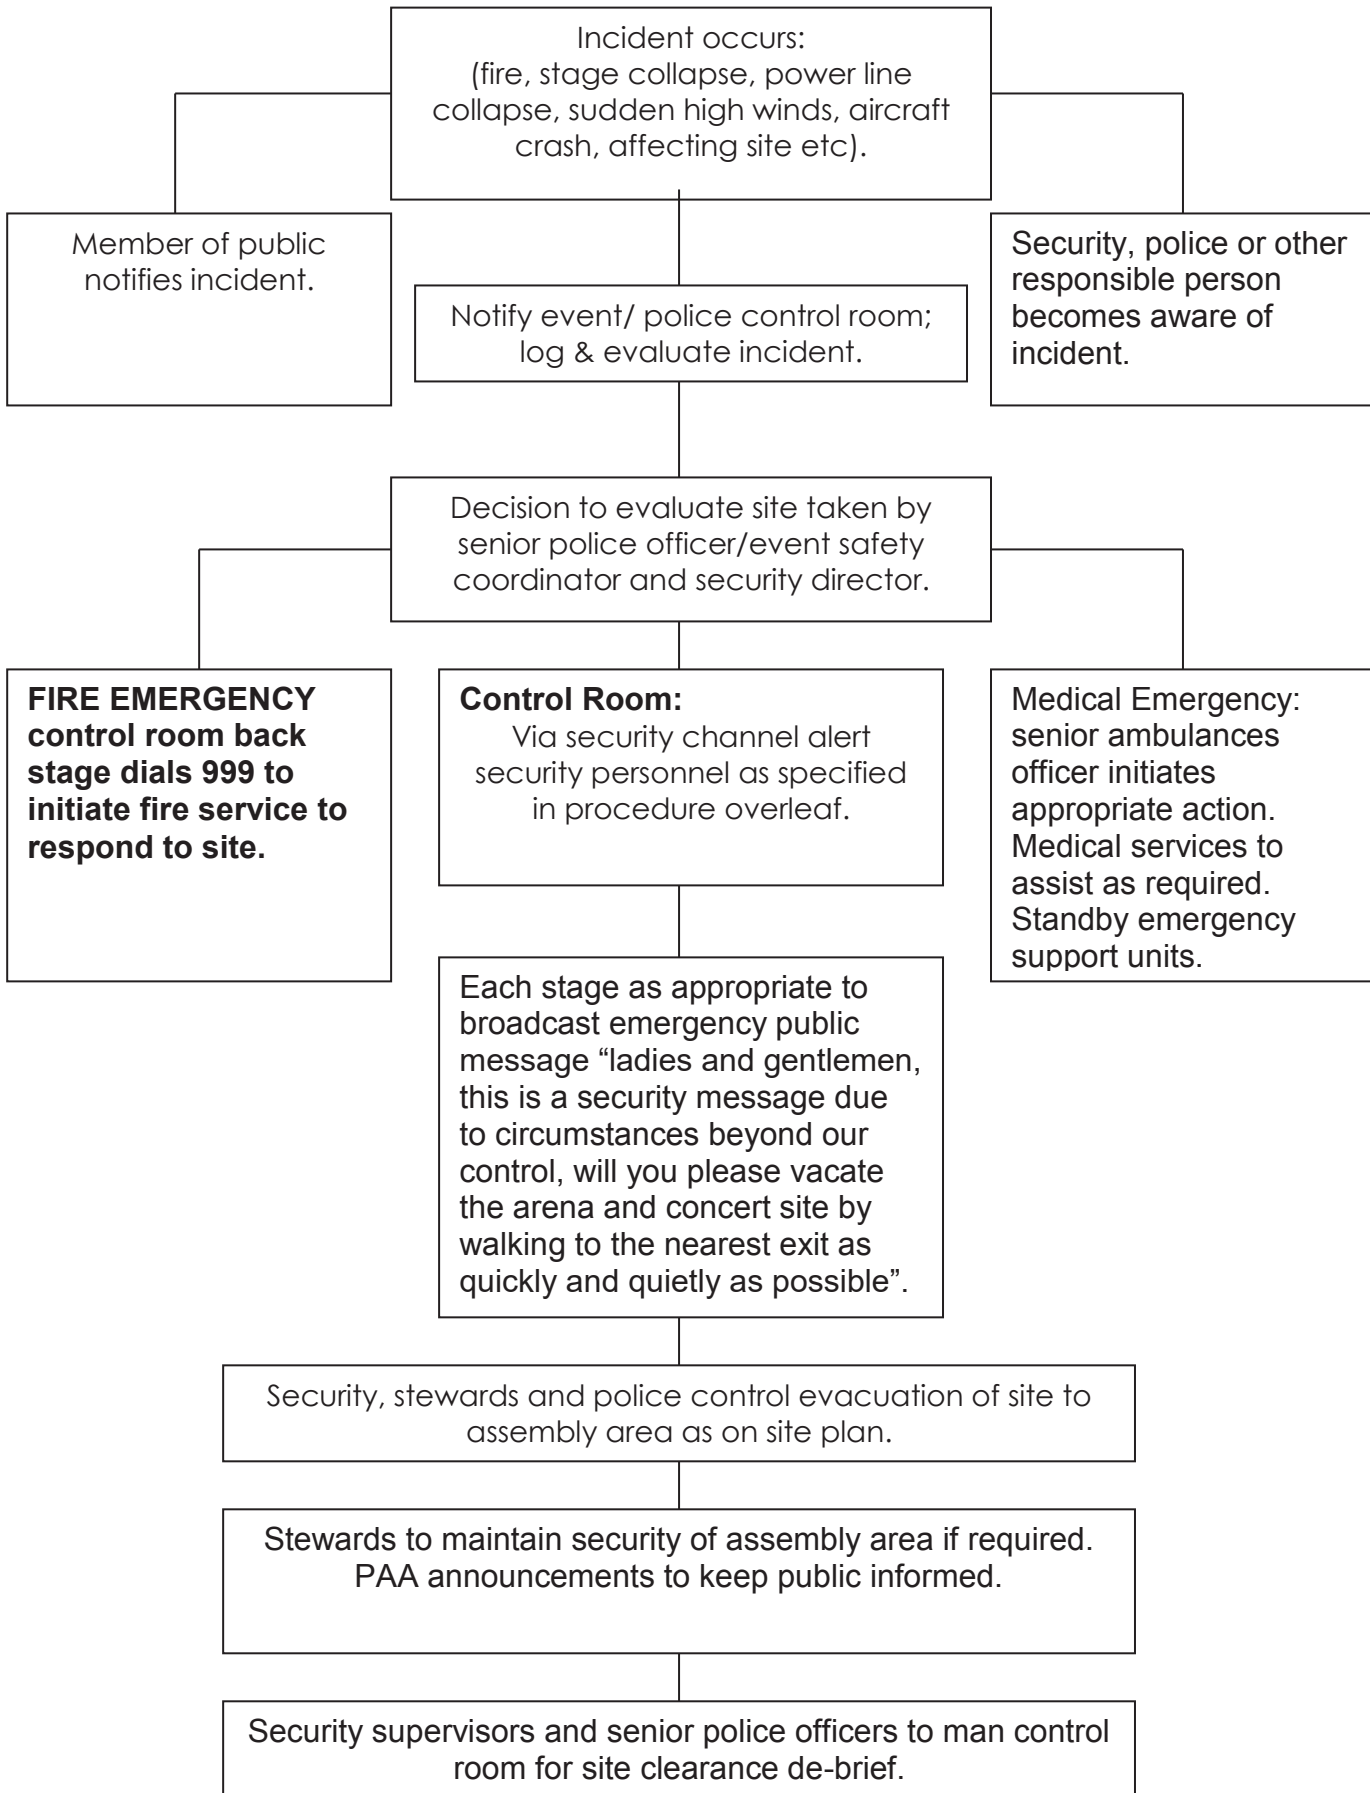 Incident occurs:
(fire, stage collapse, power line
collapse, sudden high winds, aircraft
crash, affecting site etc).
Member of public
notifies incident.
Notify event/ police control room;
log & evaluate incident.
Security, police or other
responsible person
becomes aware of
incident.
Decision to evaluate site taken by
senior police officer/event safety
coordinator and security director.
FIRE EMERGENCY
control room back
stage dials 999 to
initiate fire service to
respond to site.
Control Room:
Via security channel alert
security personnel as specified
in procedure overleaf.
Medical Emergency:
senior ambulances
officer initiates
appropriate action.
Medical services to
assist as required.
Standby emergency
support units.
Each stage as appropriate to
broadcast emergency public
message “ladies and gentlemen,
this is a security message due
to circumstances beyond our
control, will you please vacate
the arena and concert site by
walking to the nearest exit as
quickly and quietly as possible”.
Security, stewards and police control evacuation of site to
assembly area as on site plan.
Stewards to maintain security of assembly area if required.
PAA announcements to keep public informed.
Security supervisors and senior police officers to man control
room for site clearance de-brief.